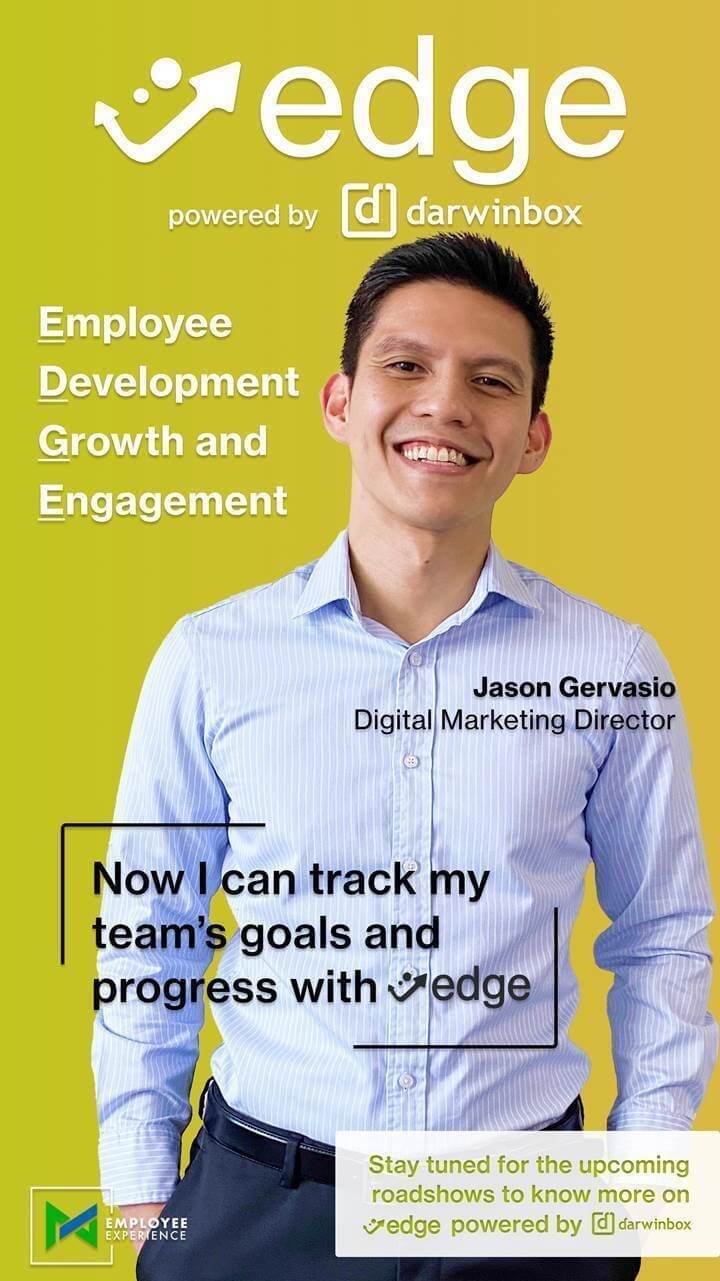 edge
powered by darwinbox
Employee
Development
Growth and
Engagement
Jason Gervasio
Digital Marketing Director
Now I can track my
team's goals and
progress with edge
Stay tuned for the upcoming
roadshows to know more on
edge powered by darwinbox
EMPLOYEE
EXPERIENCE